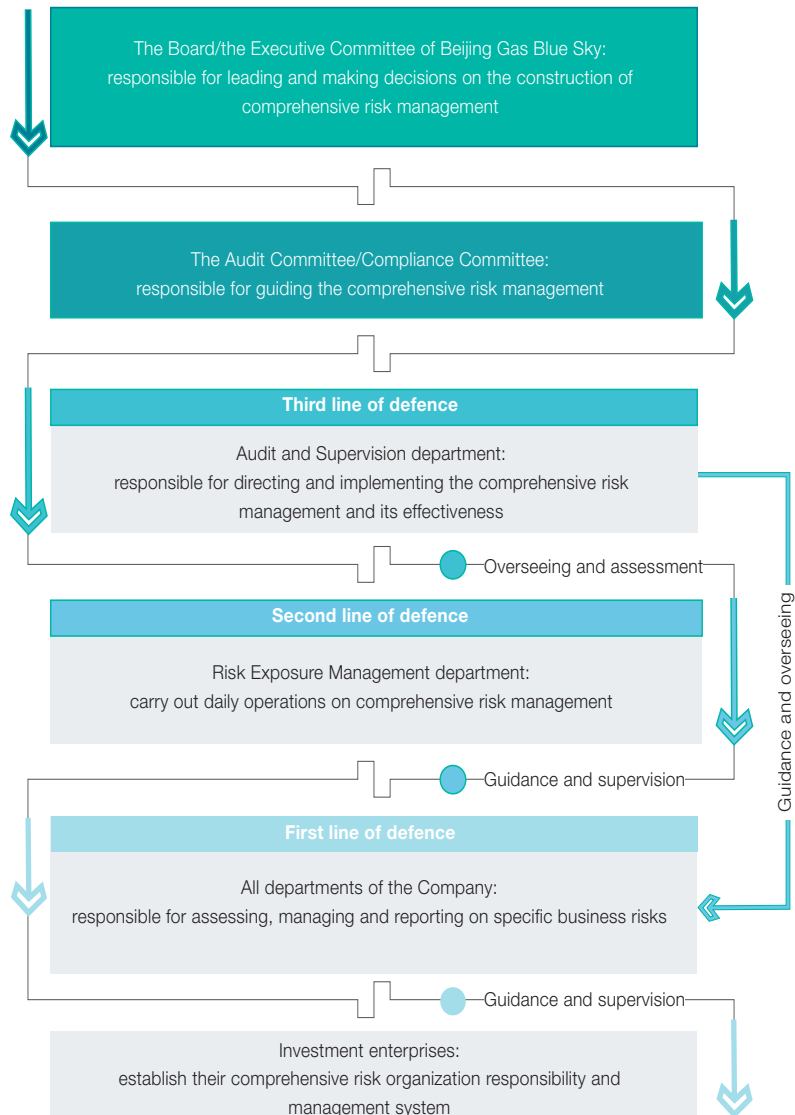 The Board/the Executive Committee of Beijing Gas Blue Sky:
responsible for leading and making decisions on the construction of
comprehensive risk management
The Audit Committee/Compliance Committee:
responsible for guiding the comprehensive risk management
Third line of defence
Audit and Supervision department:
responsible for directing and implementing the comprehensive risk
management and its effectiveness
Overseeing and assessment
Second line of defence
Risk Exposure Management department:
carry out daily operations on comprehensive risk management
Guidance and overseeing
Guidance and supervision
First line of defence
All departments of the Company:
responsible for assessing, managing and reporting on specific business risks
Guidance and supervision
Investment enterprises:
establish their comprehensive risk organization responsibility and
management system